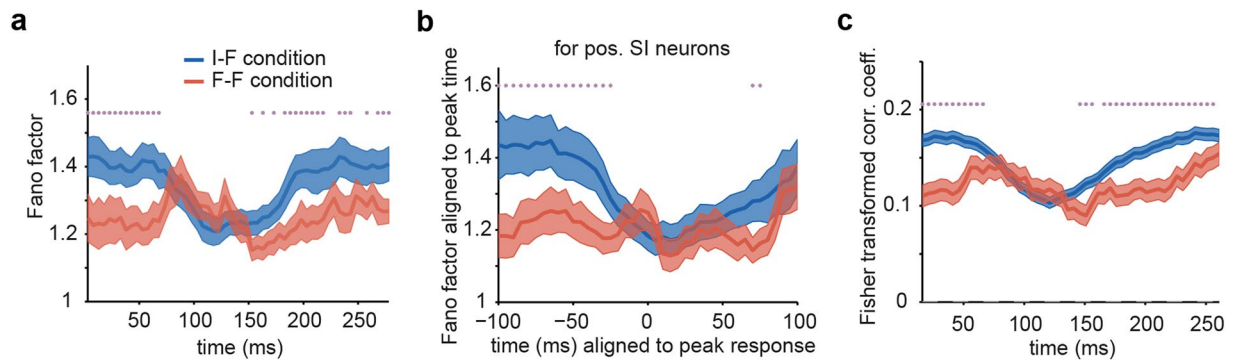 a
I-F condition
F-F condition
Fano factor
1.6
1.4
1.2
1
50
100
150
200
250
time (ms)
b
for pos. SI neurons
Fano factor aligned to peak time
1.6
1.4
1.2
1
−100
−50
0
50
100
time (ms) aligned to peak response
c
Fisher transformed corr. coeff.
0.2
0.1
0
50
100
150
200
250
time (ms)